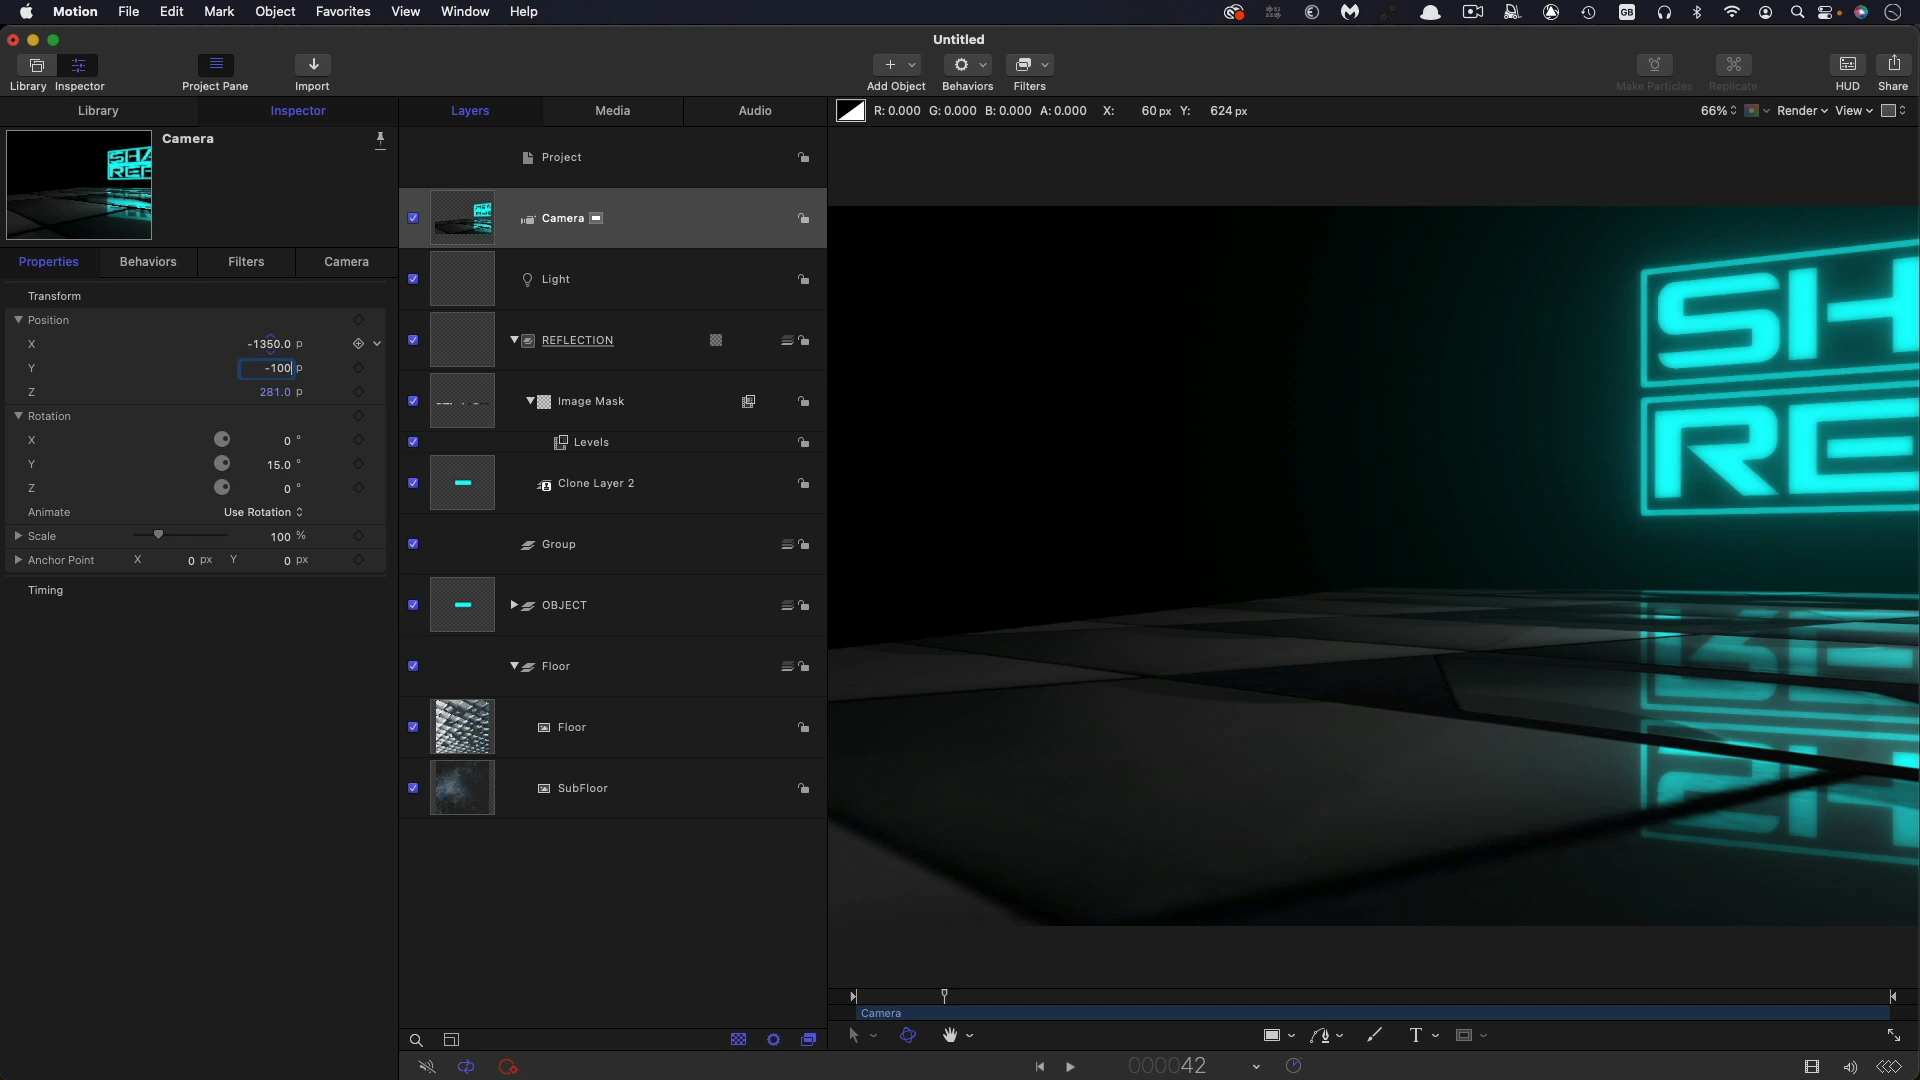 Motion File Edit Mark Object Favorites View Window Help
Untitled
Library Inspector Project Pane Import Add Object Behaviors Filters Make Particles Replicate HUD Share
Library Inspector Layers Media Audio R: 0.000 G: 0.000 B: 0.000 A: 0.000 X: 60 px Y: 624 px 66% Render View
Camera
Project
Camera
Properties Behaviors Filters Camera
Light
Transform
Position
X -1350.0 p
Y -100 p
Z 281.0 p
Rotation
X 0 °
Y 15.0 °
Z 0 °
Animate Use Rotation
Scale 100 %
Anchor Point X 0 px Y 0 px
Timing
REFLECTION
Image Mask
Levels
Clone Layer 2
Group
OBJECT
Floor
Floor
SubFloor
SH
RE
Camera
T
000042